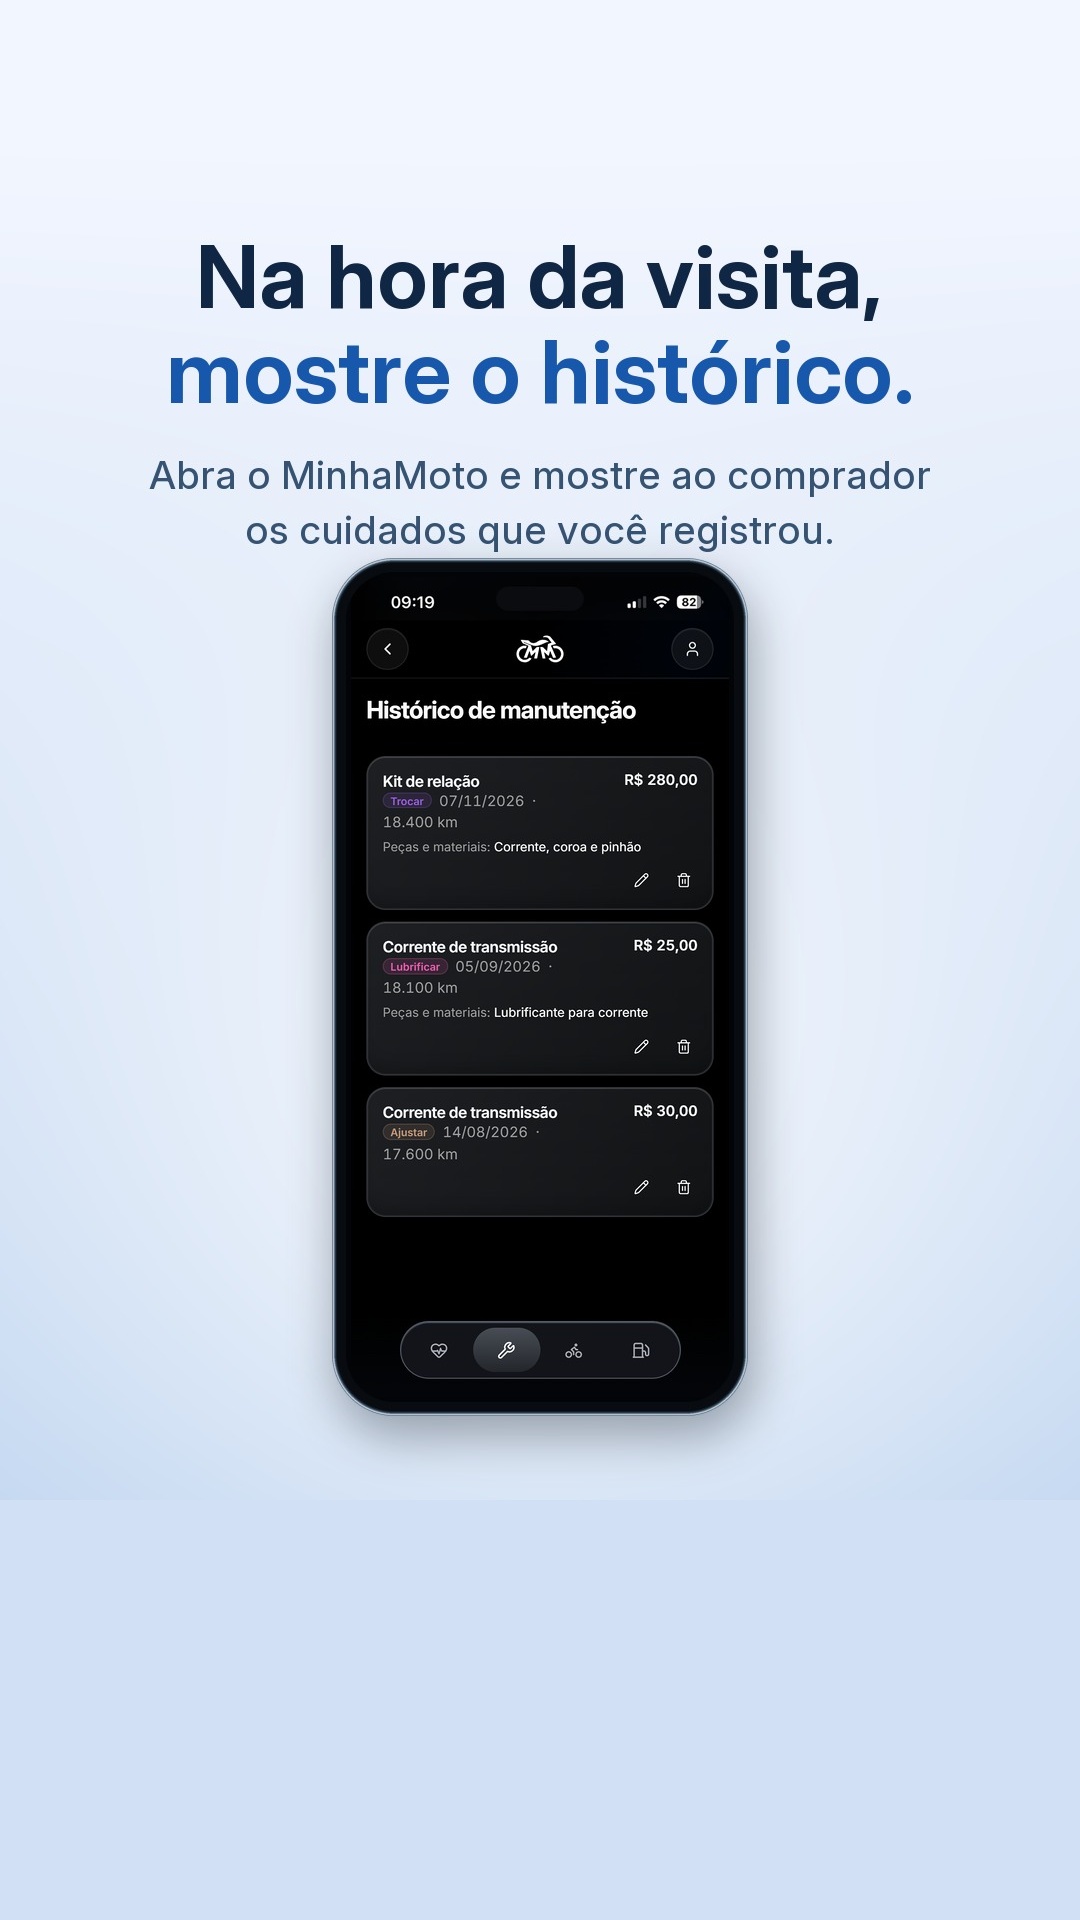 Na hora da visita,
mostre o histórico.
Abra o MinhaMoto e mostre ao comprador
os cuidados que você registrou.
09:19
82
MM
Histórico de manutenção
Kit de relação
R$ 280,00
Trocar 07/11/2026 ·
18.400 km
Peças e materiais: Corrente, coroa e pinhão
Corrente de transmissão
R$ 25,00
Lubrificar 05/09/2026 ·
18.100 km
Peças e materiais: Lubrificante para corrente
Corrente de transmissão
R$ 30,00
Ajustar 14/08/2026 ·
17.600 km